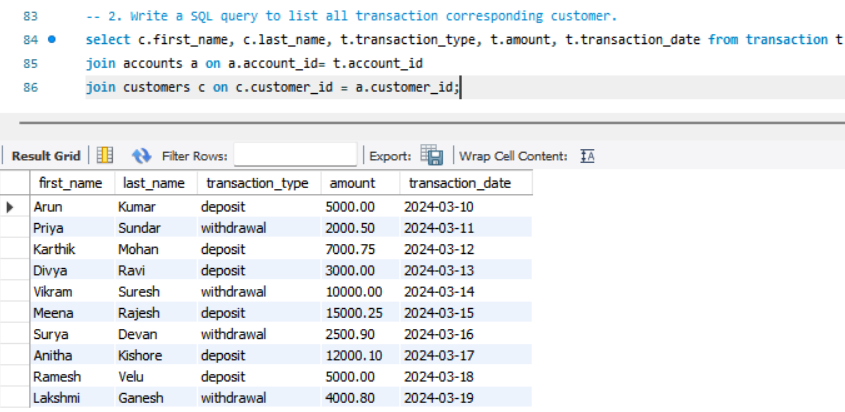 83 -- 2. Write a SQL query to list all transaction corresponding customer.
84 select c.first_name, c.last_name, t.transaction_type, t.amount, t.transaction_date from transaction t
85 join accounts a on a.account_id= t.account_id
86 join customers c on c.customer_id = a.customer_id;
Result Grid Filter Rows: Export: Wrap Cell Content: IA
first_name last_name transaction_type amount transaction_date
Arun Kumar deposit 5000.00 2024-03-10
Priya Sundar withdrawal 2000.50 2024-03-11
Karthik Mohan deposit 7000.75 2024-03-12
Divya Ravi deposit 3000.00 2024-03-13
Vikram Suresh withdrawal 10000.00 2024-03-14
Meena Rajesh deposit 15000.25 2024-03-15
Surya Devan withdrawal 2500.90 2024-03-16
Anitha Kishore deposit 12000.10 2024-03-17
Ramesh Velu deposit 5000.00 2024-03-18
Lakshmi Ganesh withdrawal 4000.80 2024-03-19